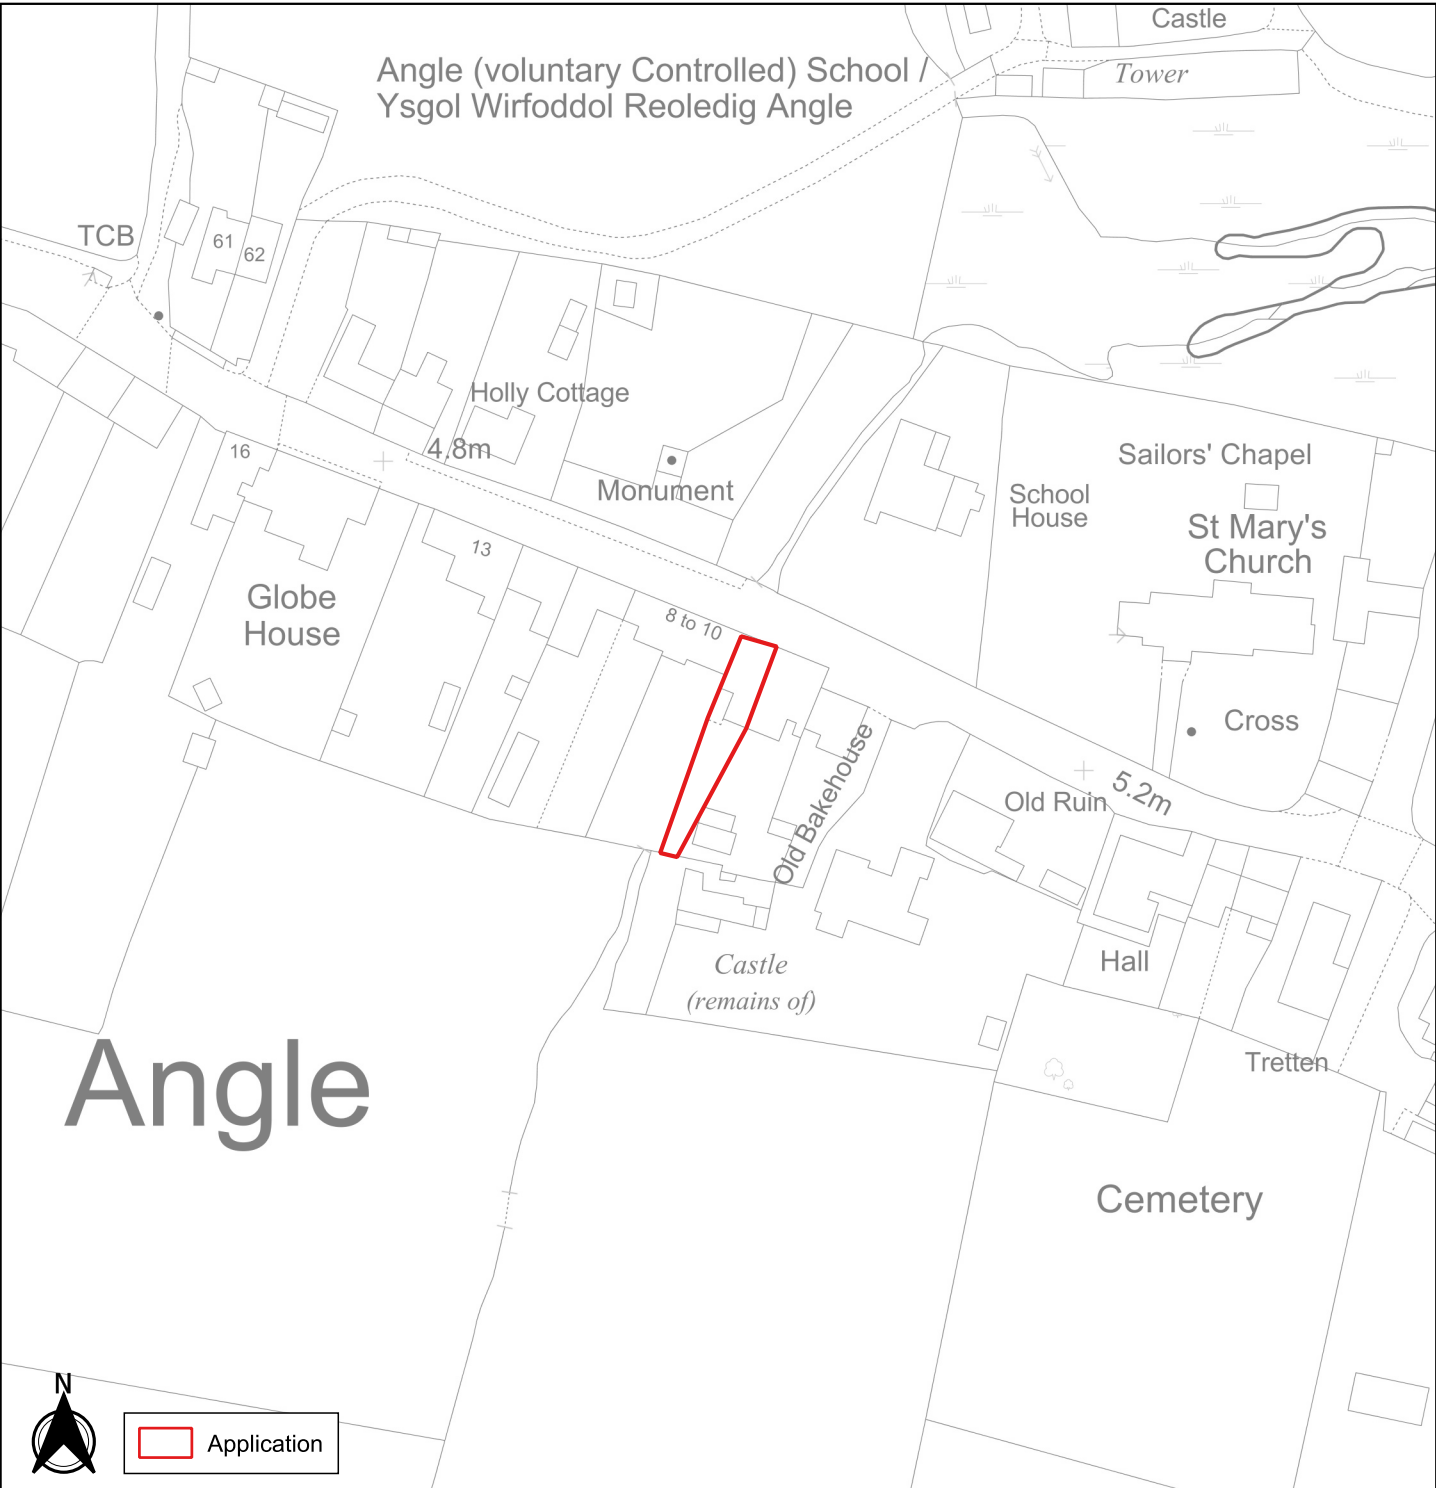 Castle
Tower
Angle (voluntary Controlled) School /
Ysgol Wirfoddol Reoledig Angle
TCB
61
62
Holly Cottage
4.8m
16
Monument
Sailors' Chapel
School
House
St Mary's
Church
13
Globe
House
8 to 10
Cross
Old Bakehouse
Old Ruin
5.2m
Castle
(remains of)
Hall
Tretten
Angle
Cemetery
N
Application